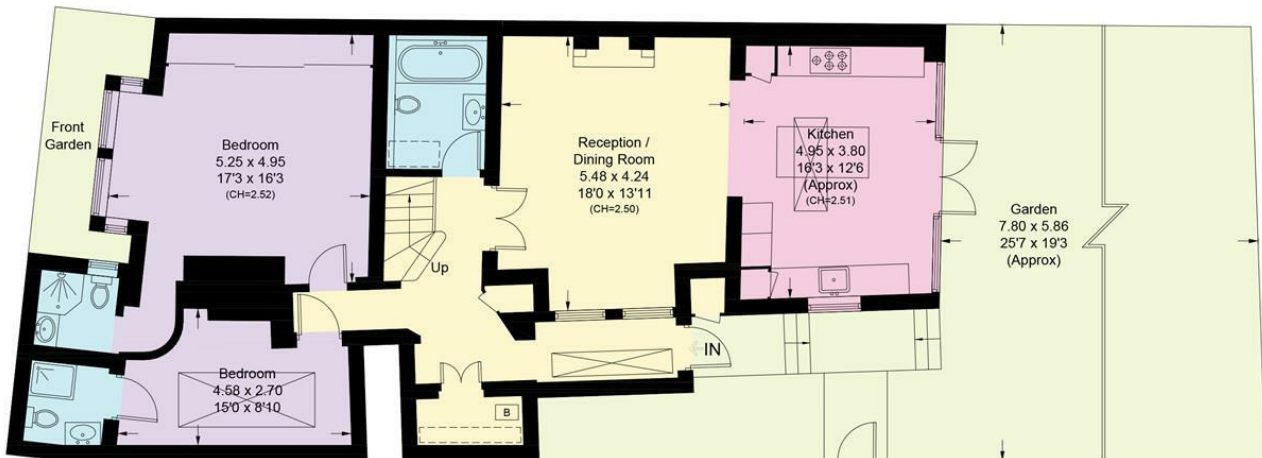 Front
Garden
Bedroom
5.25 x 4.95
17'3 x 16'3
(CH=2.52)
Reception /
Dining Room
5.48 x 4.24
18'0 x 13'11
(CH=2.50)
Kitchen
4.95 x 3.80
16'3 x 12'6
(Approx)
(CH=2.51)
Garden
7.80 x 5.86
25'7 x 19'3
(Approx)
Up
IN
Bedroom
4.58 x 2.70
15'0 x 8'10
B